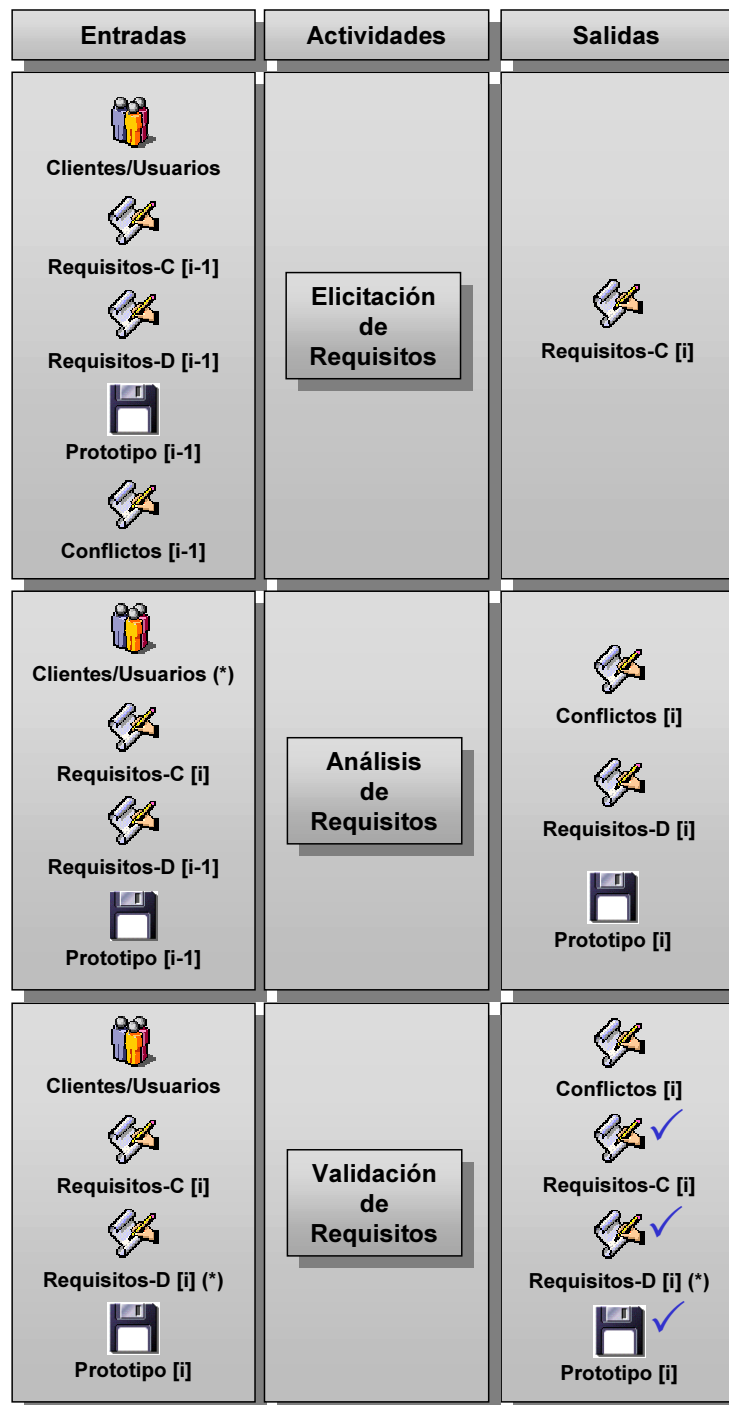 Entradas
Actividades
Salidas
Clientes/Usuarios
Requisitos-C [i-1]
Requisitos-D [i-1]
Prototipo [i-1]
Conflictos [i-1]
Elicitación
de
Requisitos
Requisitos-C [i]
Clientes/Usuarios (*)
Requisitos-C [i]
Requisitos-D [i-1]
Prototipo [i-1]
Análisis
de
Requisitos
Conflictos [i]
Requisitos-D [i]
Prototipo [i]
Clientes/Usuarios
Requisitos-C [i]
Requisitos-D [i] (*)
Prototipo [i]
Validación
de
Requisitos
Conflictos [i]
Requisitos-C [i]
Requisitos-D [i] (*)
Prototipo [i]